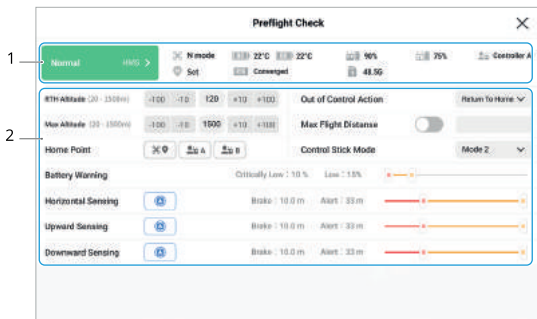 Preflight Check
1
Normal HMS >
N mode 22°C 22°C 90% 75% Controller A
Set Converged 48.5G
2
RTH Altitude (20 - 1500m) -100 -10 120 +10 +100 Out of Control Action Return To Home
Max Altitude (20 - 1500m) -100 -10 1500 +10 +100 Max Flight Distanse
Home Point A B Control Stick Mode Mode 2
Battery Warning Critically Low : 10 % Low : 15%
Horizontal Sensing Brake : 10.0 m Alert : 33 m
Upward Sensing Brake : 10.0 m Alert : 33 m
Downward Sensing Brake : 10.0 m Alert : 33 m